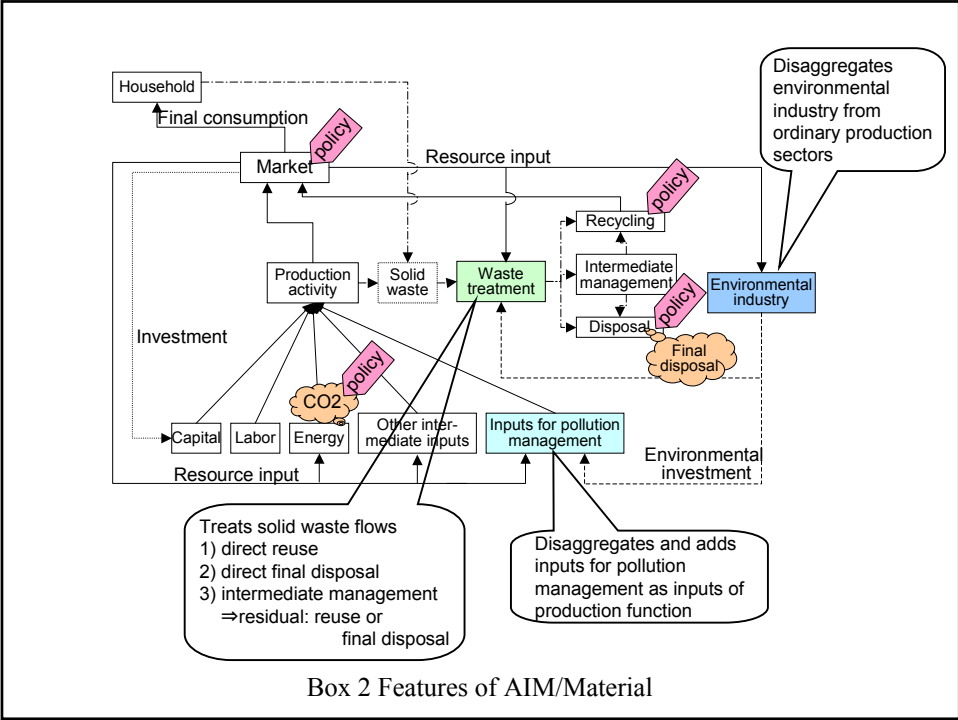 Household
Final consumption
policy
Market
Resource input
Disaggregates
environmental
industry from
ordinary production
sectors
policy
Recycling
Production
activity
Solid
waste
Waste
treatment
Intermediate
management
policy
Environmental
industry
Disposal
Investment
Final
disposal
policy
CO2
Capital
Labor
Energy
Other inter-
mediate inputs
Inputs for pollution
management
Environmental
investment
Resource input
Treats solid waste flows
1) direct reuse
2) direct final disposal
3) intermediate management
⇒residual: reuse or
final disposal
Disaggregates and adds
inputs for pollution
management as inputs of
production function
Box 2 Features of AIM/Material